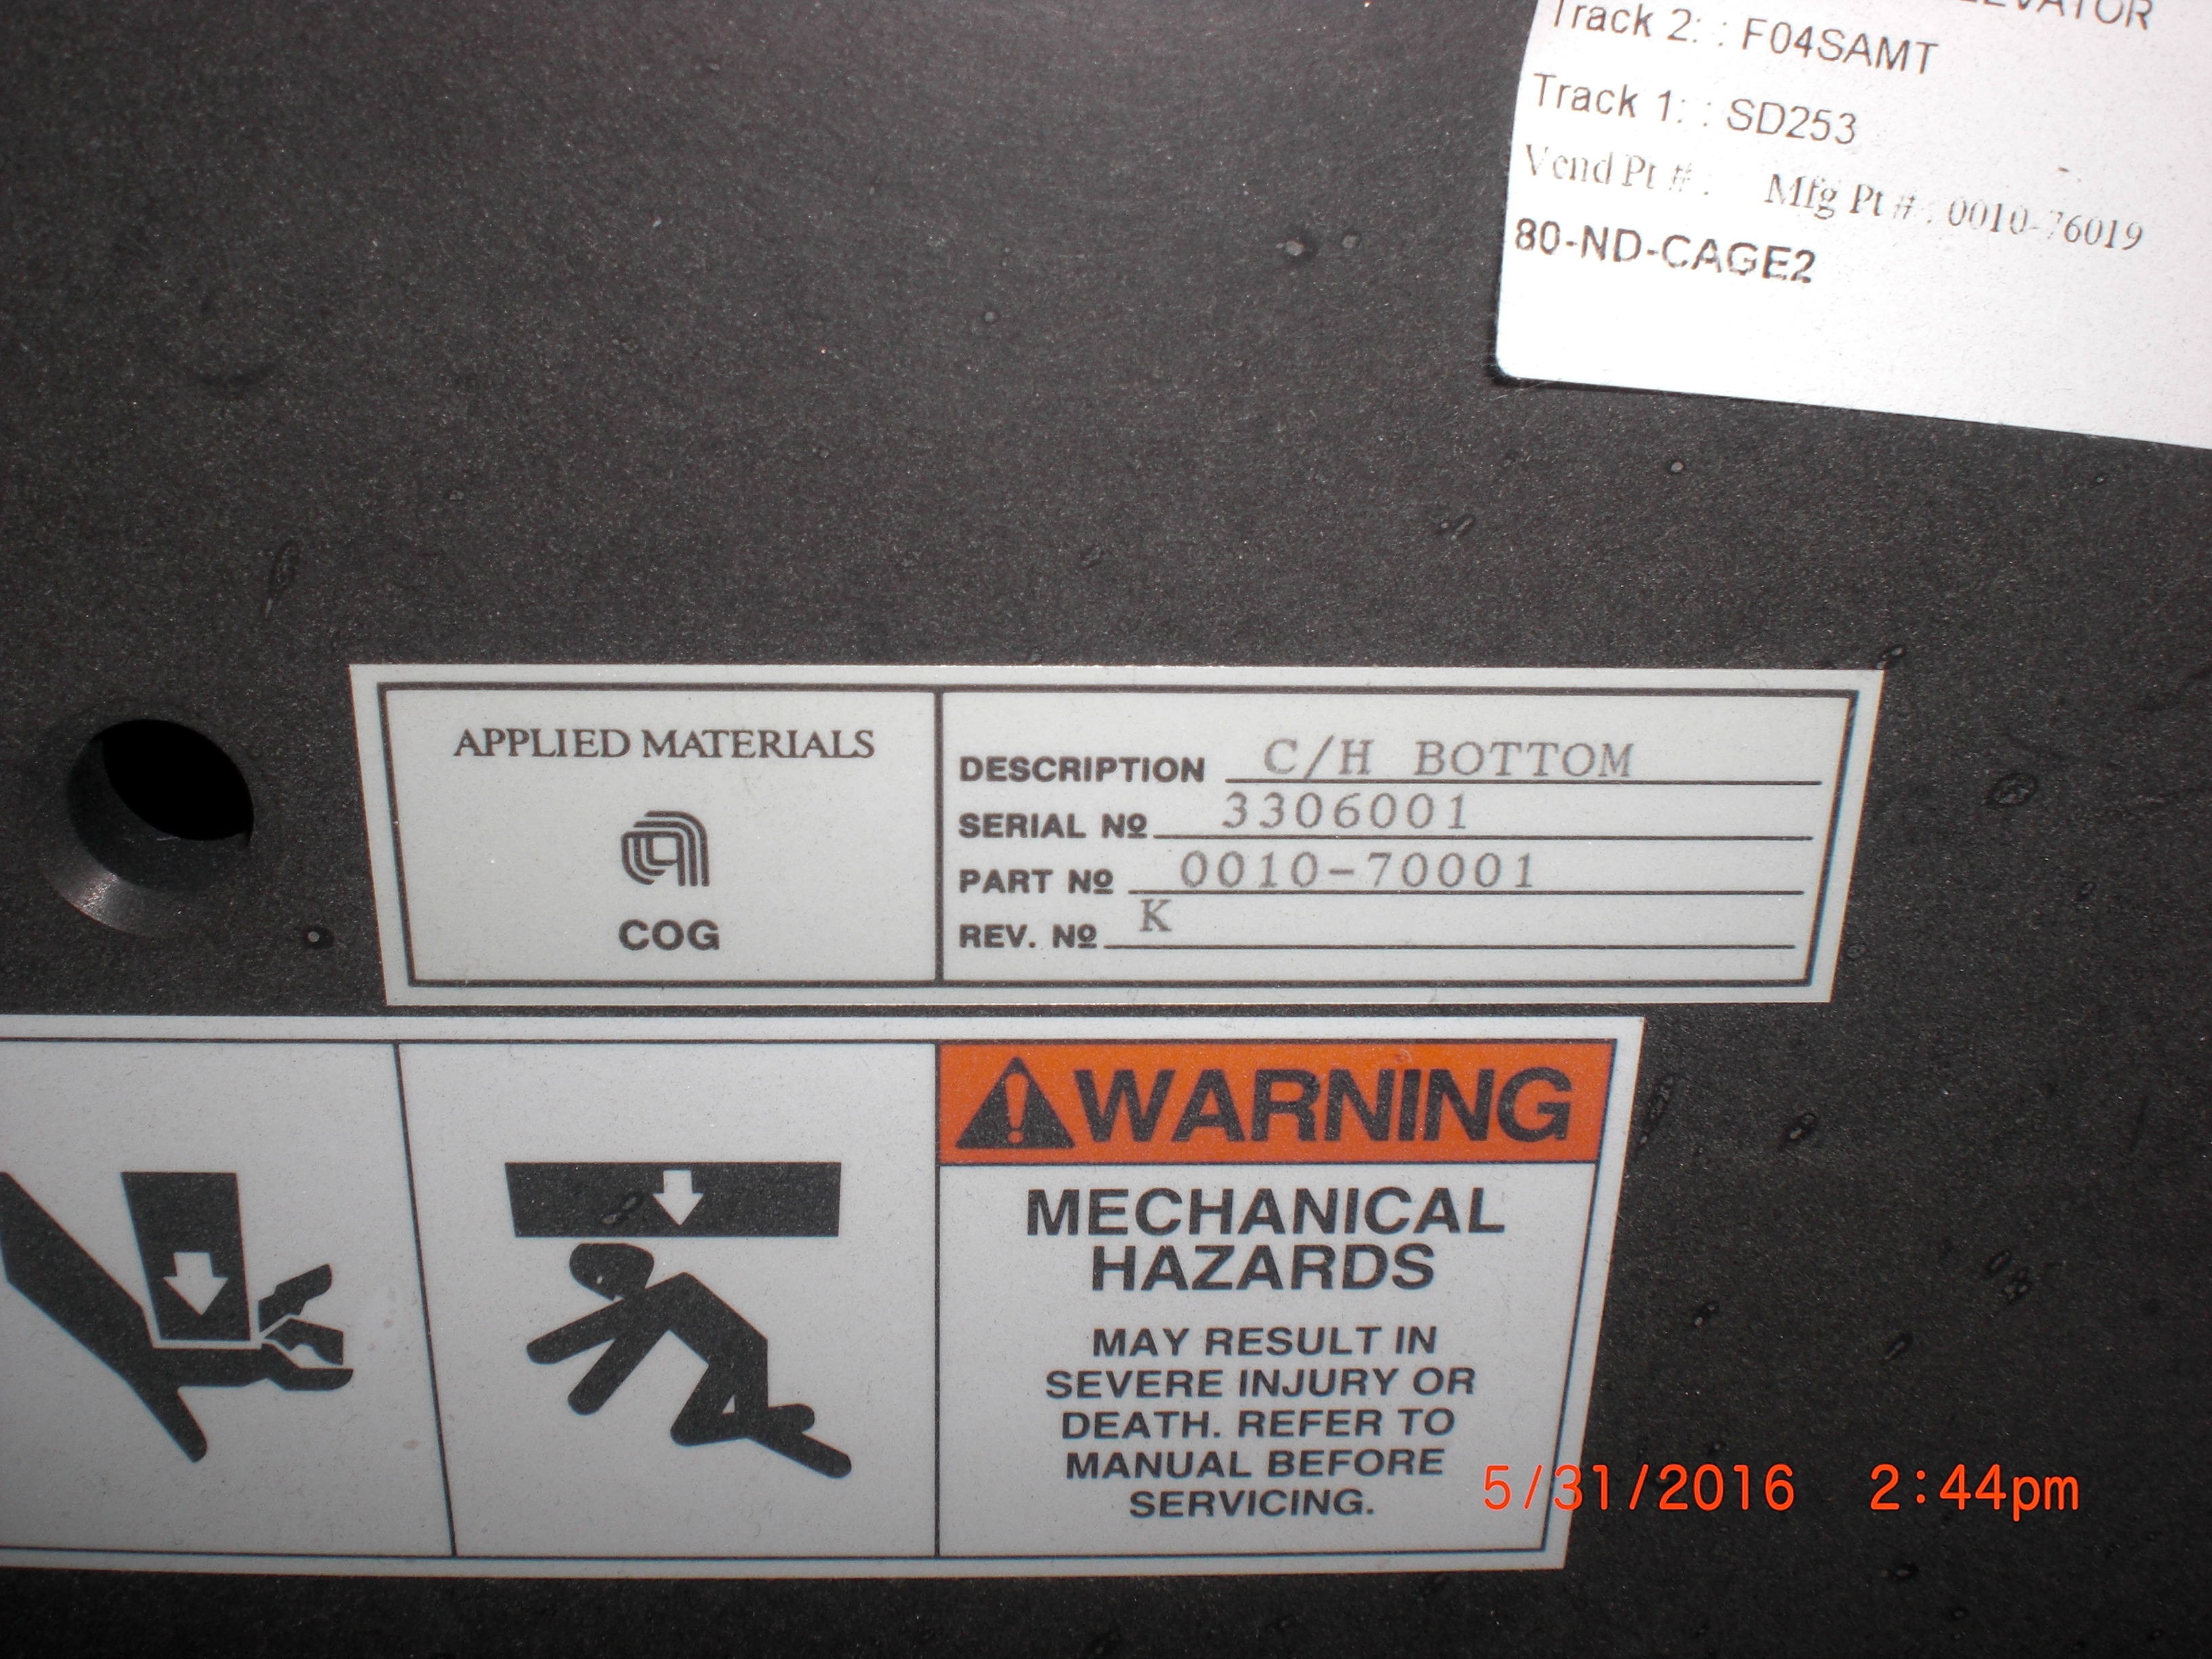 Track 2: : F04SAMT
Track 1: : SD253
Vend Pt # : Mfg Pt # : 0010-76019
80-ND-CAGE2
APPLIED MATERIALS
COG
DESCRIPTION C/H BOTTOM
SERIAL Nº 3306001
PART Nº 0010-70001
REV. Nº K
WARNING
MECHANICAL
HAZARDS
MAY RESULT IN
SEVERE INJURY OR
DEATH. REFER TO
MANUAL BEFORE
SERVICING.
5/31/2016 2:44pm